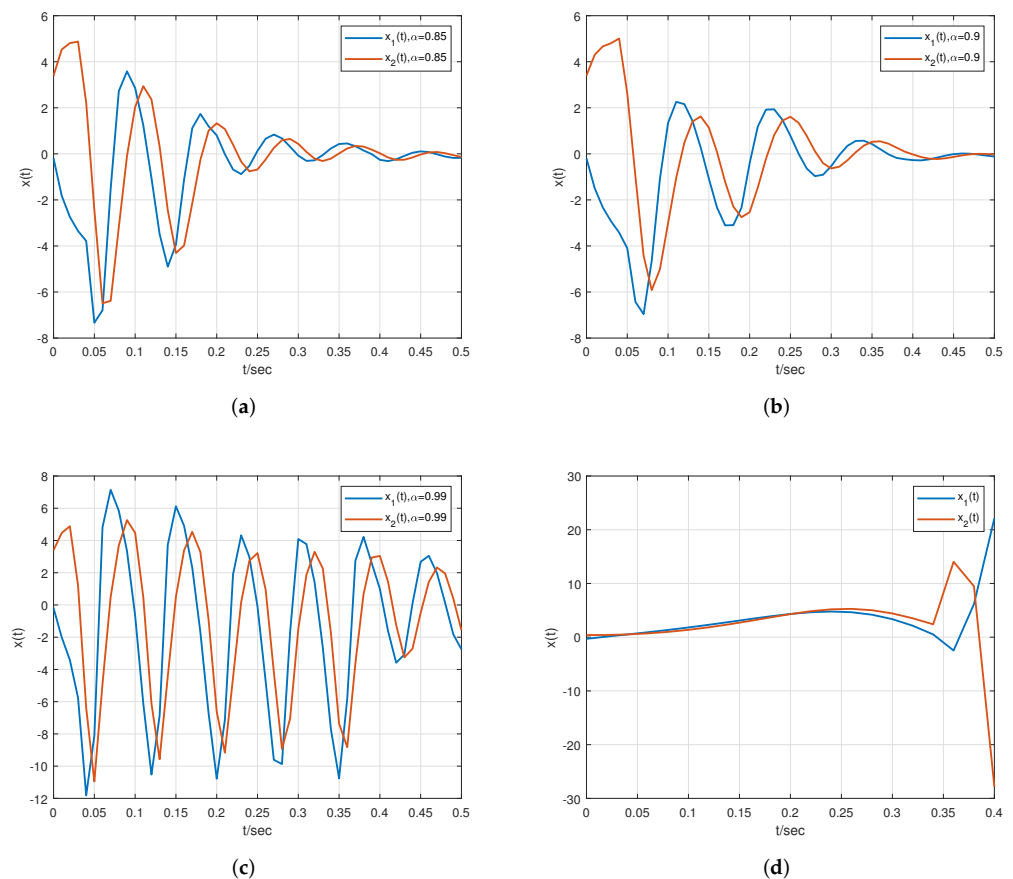 x₁(t),α=0.85
x₂(t),α=0.85
6
4
2
0
-2
-4
-6
-8
x(t)
0 0.05 0.1 0.15 0.2 0.25 0.3 0.35 0.4 0.45 0.5
t/sec
(a)
x₁(t),α=0.9
x₂(t),α=0.9
6
4
2
0
-2
-4
-6
-8
x(t)
0 0.05 0.1 0.15 0.2 0.25 0.3 0.35 0.4 0.45 0.5
t/sec
(b)
x₁(t),α=0.99
x₂(t),α=0.99
8
6
4
2
0
-2
-4
-6
-8
-10
-12
x(t)
0 0.05 0.1 0.15 0.2 0.25 0.3 0.35 0.4 0.45 0.5
t/sec
(c)
x₁(t)
x₂(t)
30
20
10
0
-10
-20
-30
x(t)
0 0.05 0.1 0.15 0.2 0.25 0.3 0.35 0.4
t/sec
(d)